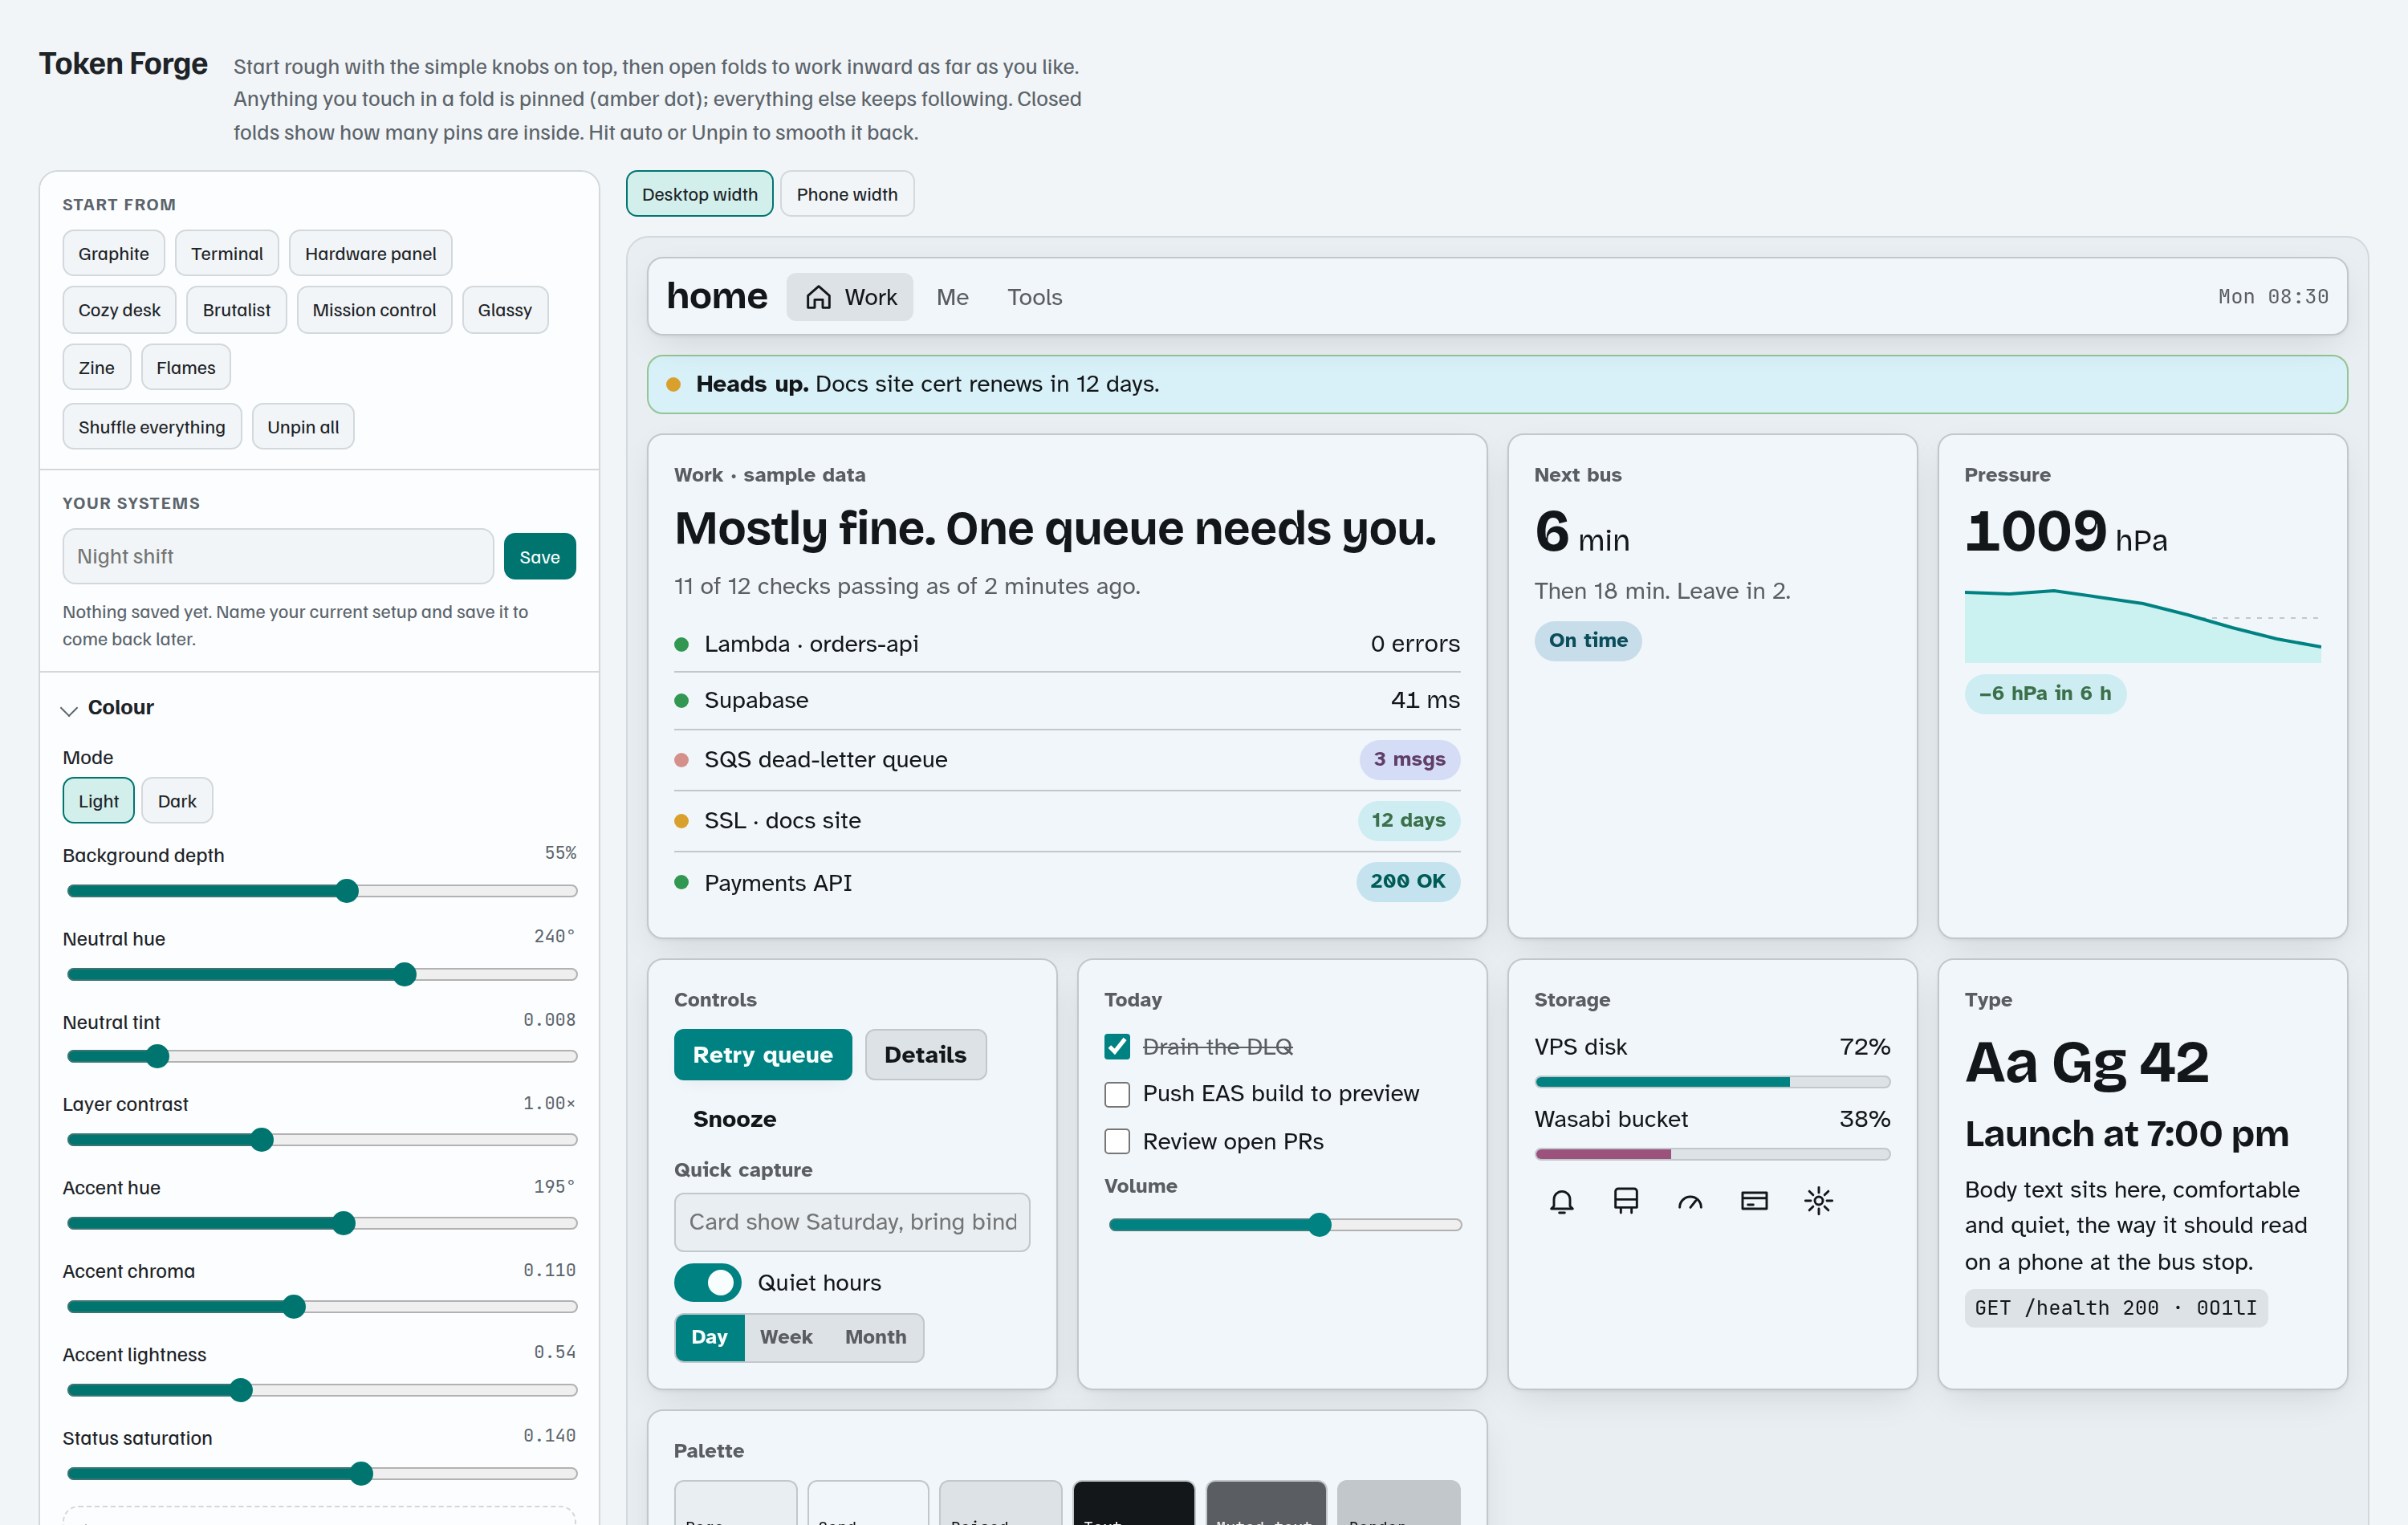 Token Forge
Start rough with the simple knobs on top, then open folds to work inward as far as you like.
Anything you touch in a fold is pinned (amber dot); everything else keeps following. Closed
folds show how many pins are inside. Hit auto or Unpin to smooth it back.
START FROM
Graphite
Terminal
Hardware panel
Cozy desk
Brutalist
Mission control
Glassy
Zine
Flames
Shuffle everything
Unpin all
YOUR SYSTEMS
Night shift
Save
Nothing saved yet. Name your current setup and save it to
come back later.
Colour
Mode
Light
Dark
Background depth
55%
Neutral hue
240°
Neutral tint
0.008
Layer contrast
1.00×
Accent hue
195°
Accent chroma
0.110
Accent lightness
0.54
Status saturation
0.140
Desktop width
Phone width
home
Work
Me
Tools
Mon 08:30
Heads up. Docs site cert renews in 12 days.
Work · sample data
Mostly fine. One queue needs you.
11 of 12 checks passing as of 2 minutes ago.
Lambda · orders-api
0 errors
Supabase
41 ms
SQS dead-letter queue
3 msgs
SSL · docs site
12 days
Payments API
200 OK
Next bus
6 min
Then 18 min. Leave in 2.
On time
Pressure
1009 hPa
−6 hPa in 6 h
Controls
Retry queue
Details
Snooze
Quick capture
Card show Saturday, bring bind
Quiet hours
Day
Week
Month
Today
Drain the DLQ
Push EAS build to preview
Review open PRs
Volume
Storage
VPS disk
72%
Wasabi bucket
38%
Type
Aa Gg 42
Launch at 7:00 pm
Body text sits here, comfortable
and quiet, the way it should read
on a phone at the bus stop.
GET /health 200 · 0O1lI
Palette